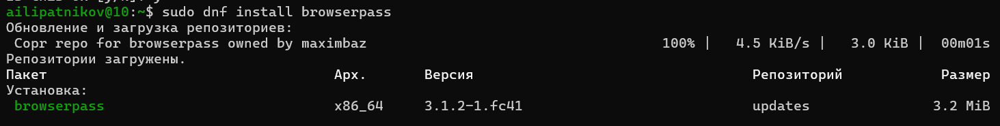 ailipatnikov@10:~$ sudo dnf install browserpass
Обновление и загрузка репозиториев:
Copr repo for browserpass owned by maximbaz 100% | 4.5 KiB/s | 3.0 KiB | 00m01s
Репозитории загружены.
Пакет Арх. Версия Репозиторий Размер
Установка:
browserpass x86_64 3.1.2-1.fc41 updates 3.2 MiB